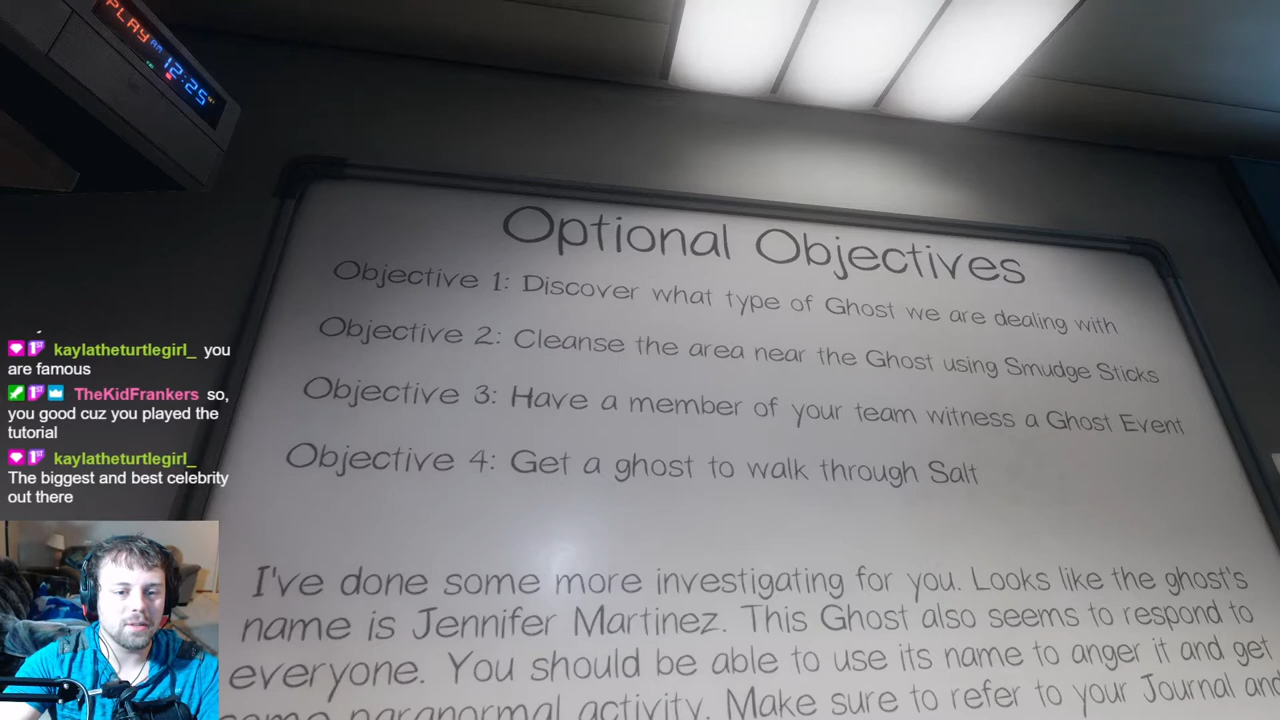 PLAY
AM
12:25
Optional Objectives
Objective 1: Discover what type of Ghost we are dealing with
Objective 2: Cleanse the area near the Ghost using Smudge Sticks
Objective 3: Have a member of your team witness a Ghost Event
Objective 4: Get a ghost to walk through Salt
I've done some more investigating for you. Looks like the ghost's
name is Jennifer Martinez. This Ghost also seems to respond to
everyone. You should be able to use its name to anger it and get
some paranormal activity. Make sure to refer to your Journal and
kaylatheturtlegirl_ you
are famous
TheKidFrankers so,
you good cuz you played the
tutorial
kaylatheturtlegirl_
The biggest and best celebrity
out there